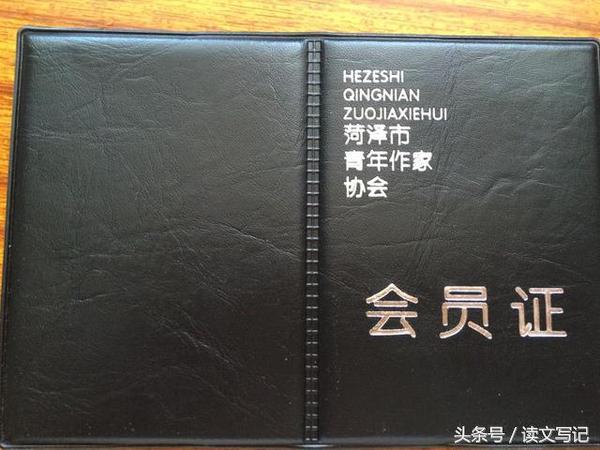 HEZESHI
QINGNIAN
ZUOJIAXIEHUI
菏泽市
青年作家
协会
会员证
头条号 / 读文写记